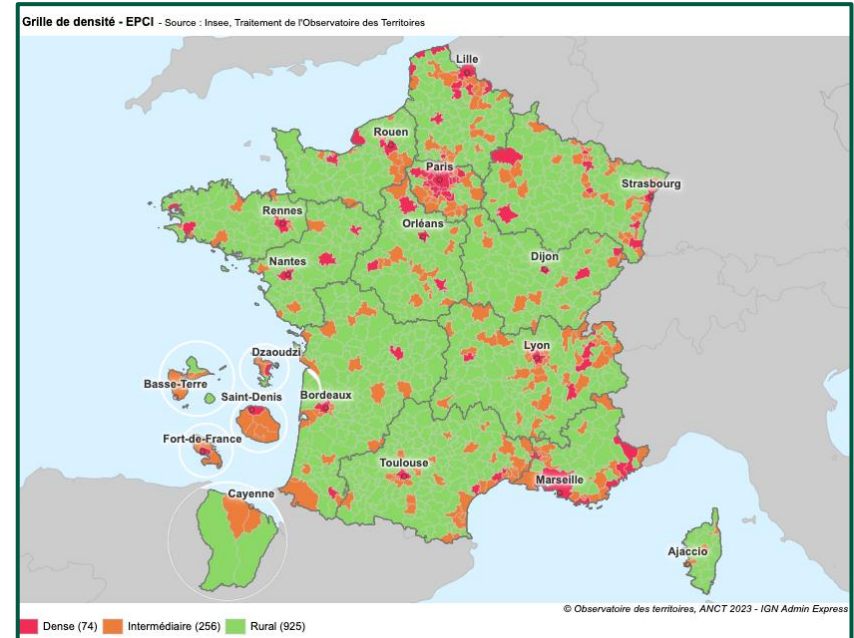 Grille de densité - EPCI - Source : Insee, Traitement de l'Observatoire des Territoires
Lille
Rouen
Paris
Strasbourg
Rennes
Orléans
Nantes
Dijon
Dzaoudzi
Lyon
Basse-Terre
Saint-Denis
Bordeaux
Fort-de-France
Toulouse
Marseille
Cayenne
Ajaccio
© Observatoire des territoires, ANCT 2023 - IGN Admin Express
Dense (74) Intermédiaire (256) Rural (925)